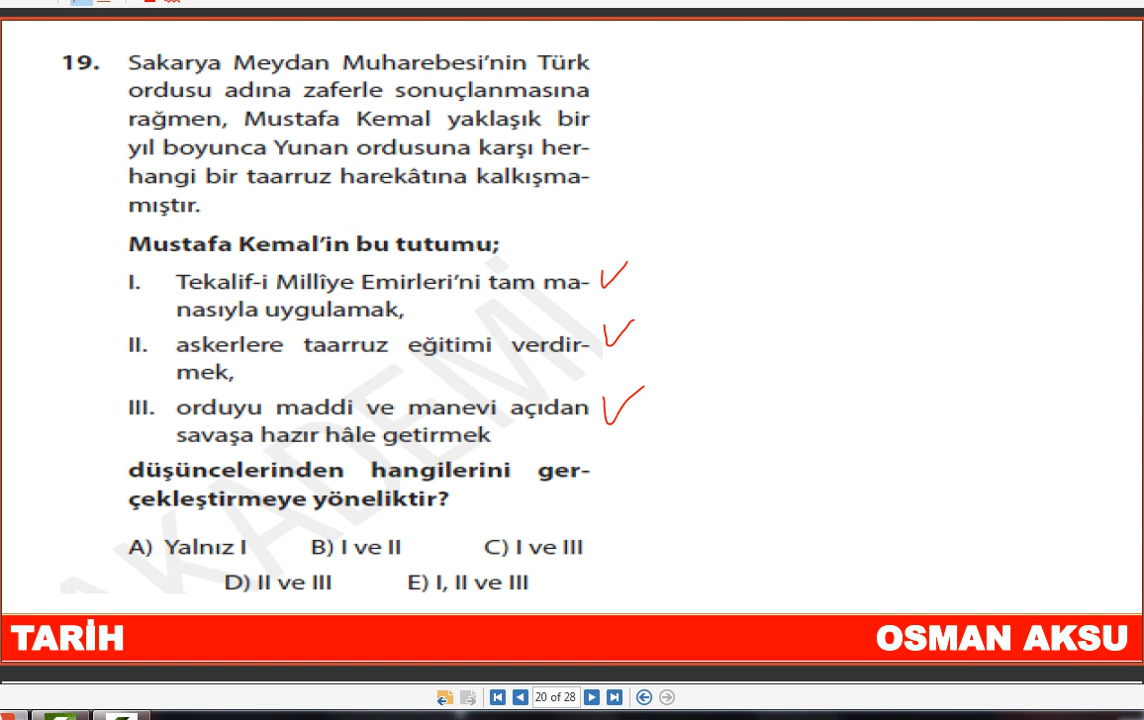 19. Sakarya Meydan Muharebesi’nin Türk
ordusu adına zaferle sonuçlanmasına
rağmen, Mustafa Kemal yaklaşık bir
yıl boyunca Yunan ordusuna karşı her-
hangi bir taarruz harekâtına kalkışma-
mıştır.
Mustafa Kemal’in bu tutumu;
I. Tekalif-i Millîye Emirleri’ni tam ma-
nasıyla uygulamak,
II. askerlere taarruz eğitimi verdir-
mek,
III. orduyu maddi ve manevi açıdan
savaşa hazır hâle getirmek
düşüncelerinden hangilerini ger-
çekleştirmeye yöneliktir?
A) Yalnız I B) I ve II C) I ve III
D) II ve III E) I, II ve III
AKADEMİ
TARİH OSMAN AKSU
20 of 28